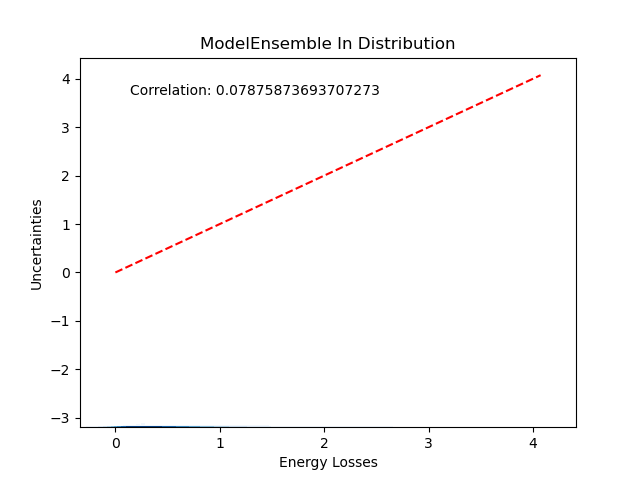 ModelEnsemble In Distribution
Correlation: 0.07875873693707273
4
3
2
1
0
−1
−2
−3
Uncertainties
0 1 2 3 4
Energy Losses